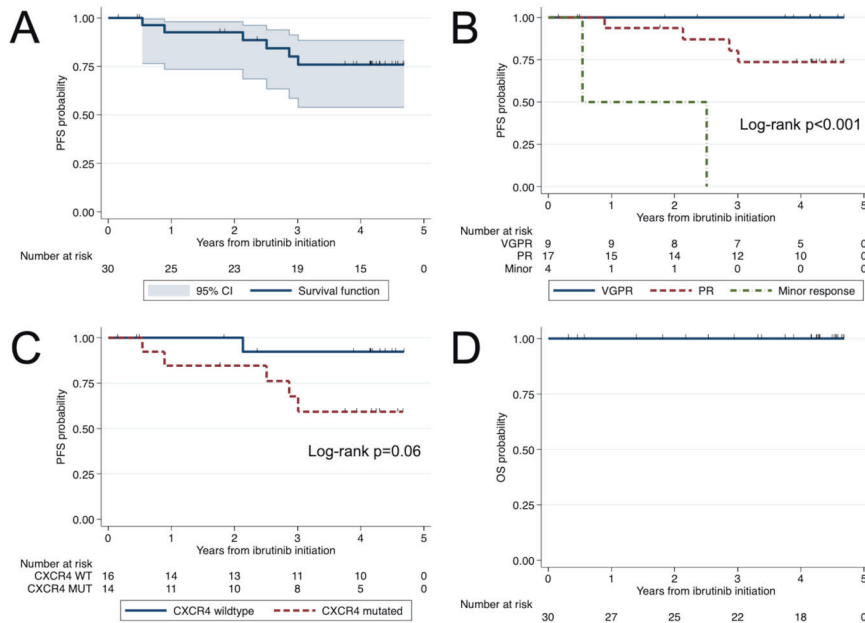 A
PFS probability
1.00
0.75
0.50
0.25
0.00
0 1 2 3 4 5
Years from ibrutinib initiation
Number at risk
30 25 23 19 15 0
95% CI Survival function
B
PFS probability
1.00
0.75
0.50
0.25
0.00
Log-rank p<0.001
0 1 2 3 4 5
Years from ibrutinib initiation
Number at risk
VGPR 9 9 8 7 5 0
PR 17 15 14 12 10 0
Minor 4 1 1 0 0 0
VGPR PR Minor response
C
PFS probability
1.00
0.75
0.50
0.25
0.00
Log-rank p=0.06
0 1 2 3 4 5
Years from ibrutinib initiation
Number at risk
CXCR4 WT 16 14 13 11 10 0
CXCR4 MUT 14 11 10 8 5 0
CXCR4 wildtype CXCR4 mutated
D
OS probability
1.00
0.75
0.50
0.25
0.00
0 1 2 3 4 5
Years from ibrutinib initiation
Number at risk
30 27 25 22 18 0